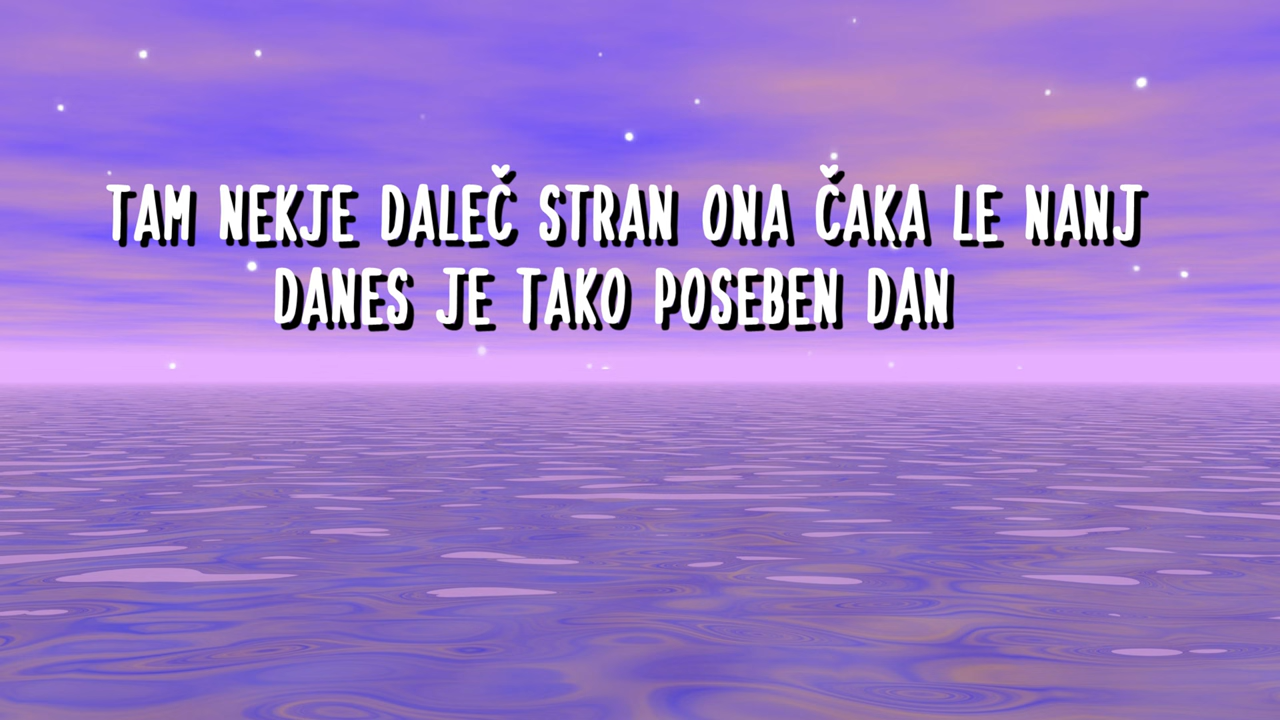 TAM NEKJE DALEČ STRAN ONA ČAKA LE NANJ
DANES JE TAKO POSEBEN DAN